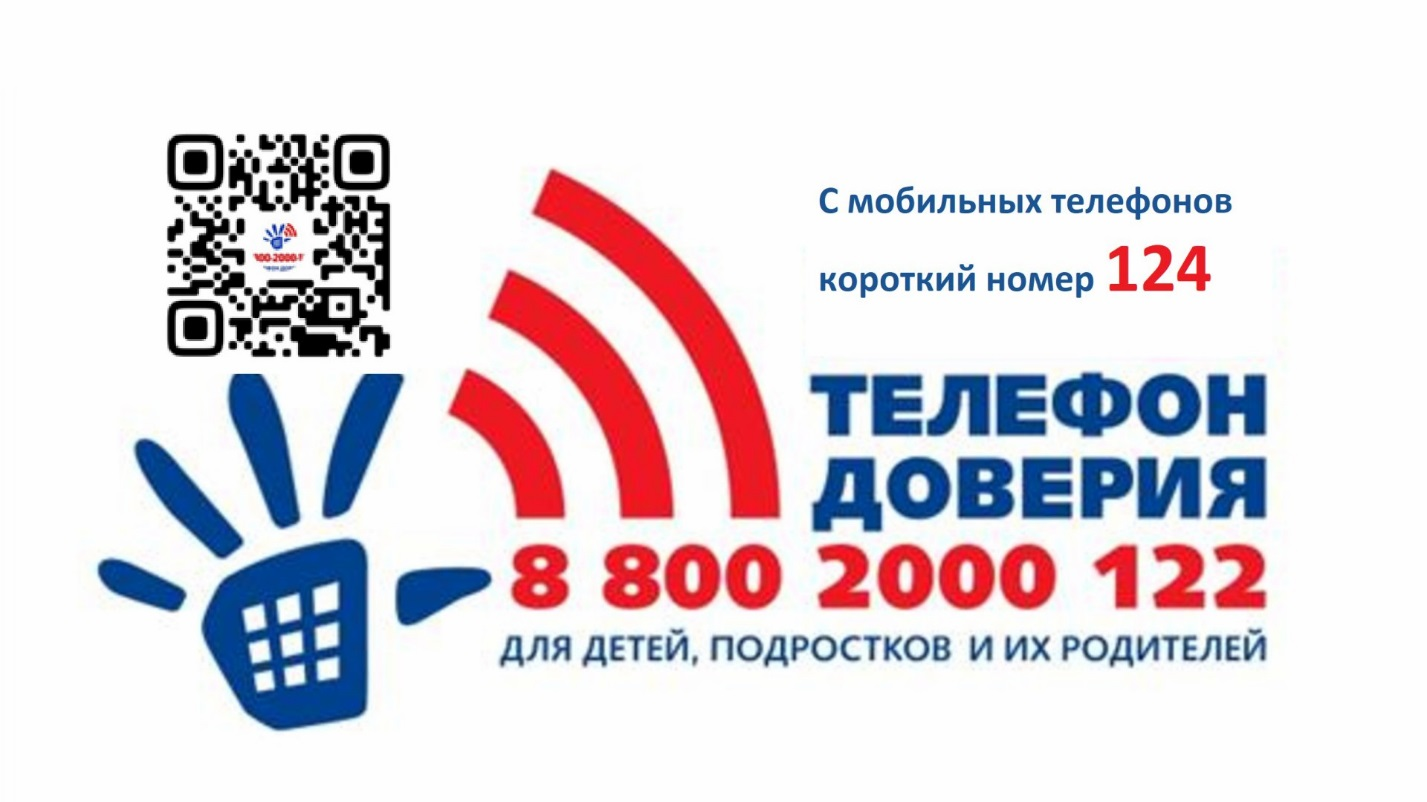 С мобильных телефонов
короткий номер 124
ТЕЛЕФОН
ДОВЕРИЯ
8 800 2000 122
ДЛЯ ДЕТЕЙ, ПОДРОСТКОВ И ИХ РОДИТЕЛЕЙ